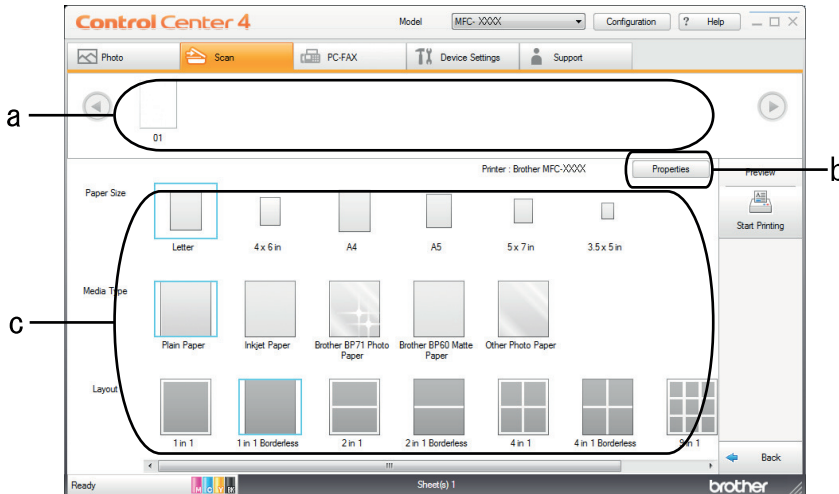 Control Center 4 Model MFC- XXXX Configuration ? Help
Photo Scan PC-FAX Device Settings Support
a
01
Printer : Brother MFC-XXXX Properties Preview b
Paper Size Start Printing
Letter 4 x 6 in A4 A5 5 x 7 in 3.5 x 5 in
Media Type
c
Plain Paper Inkjet Paper Brother BP71 Photo Brother BP60 Matte Other Photo Paper
Paper Paper
Layout
1 in 1 1 in 1 Borderless 2 in 1 2 in 1 Borderless 4 in 1 4 in 1 Borderless 9 in 1
Back
Ready M C Y BK Sheet(s) 1 brother